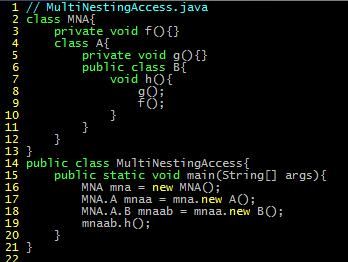 1 // MultiNestingAccess.java
2 class MNA{
3     private void f(){}
4     class A{
5         private void g(){}
6         public class B{
7             void h(){
8                 g();
9                 f();
10             }
11         }
12     }
13 }
14 public class MultiNestingAccess{
15     public static void main(String[] args){
16         MNA mna = new MNA();
17         MNA.A mnaa = mna.new A();
18         MNA.A.B mnaab = mnaa.new B();
19         mnaab.h();
20     }
21 }
22